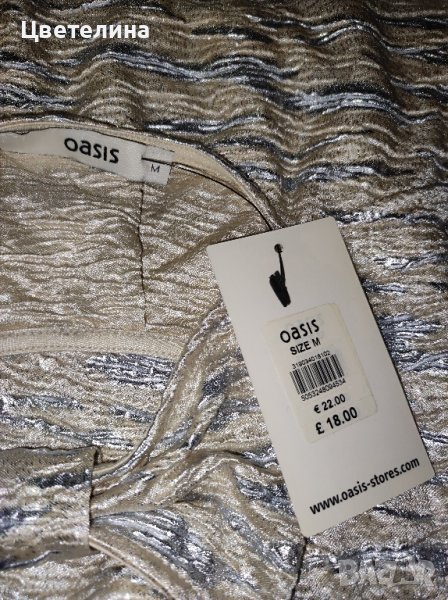 Цветелина
oasis
M
oasis
SIZE M
€ 22.00
£ 18.00
www.oasis-stores.com